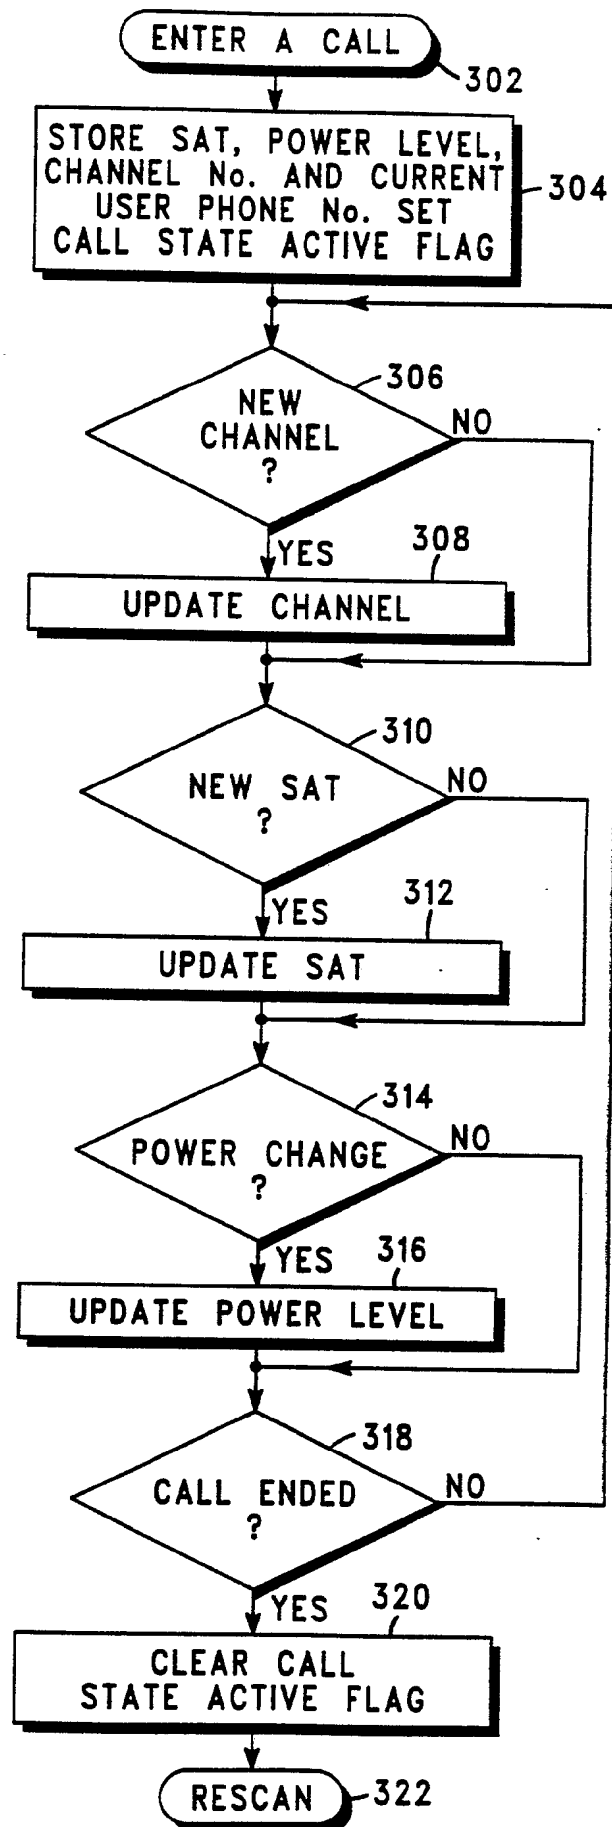 ENTER A CALL
302
STORE SAT, POWER LEVEL,
CHANNEL No. AND CURRENT
USER PHONE No. SET
CALL STATE ACTIVE FLAG
304
306
NEW
CHANNEL
?
NO
YES
308
UPDATE CHANNEL
310
NEW SAT
?
NO
YES
312
UPDATE SAT
314
POWER CHANGE
?
NO
YES
316
UPDATE POWER LEVEL
318
CALL ENDED
?
NO
YES
320
CLEAR CALL
STATE ACTIVE FLAG
RESCAN
322